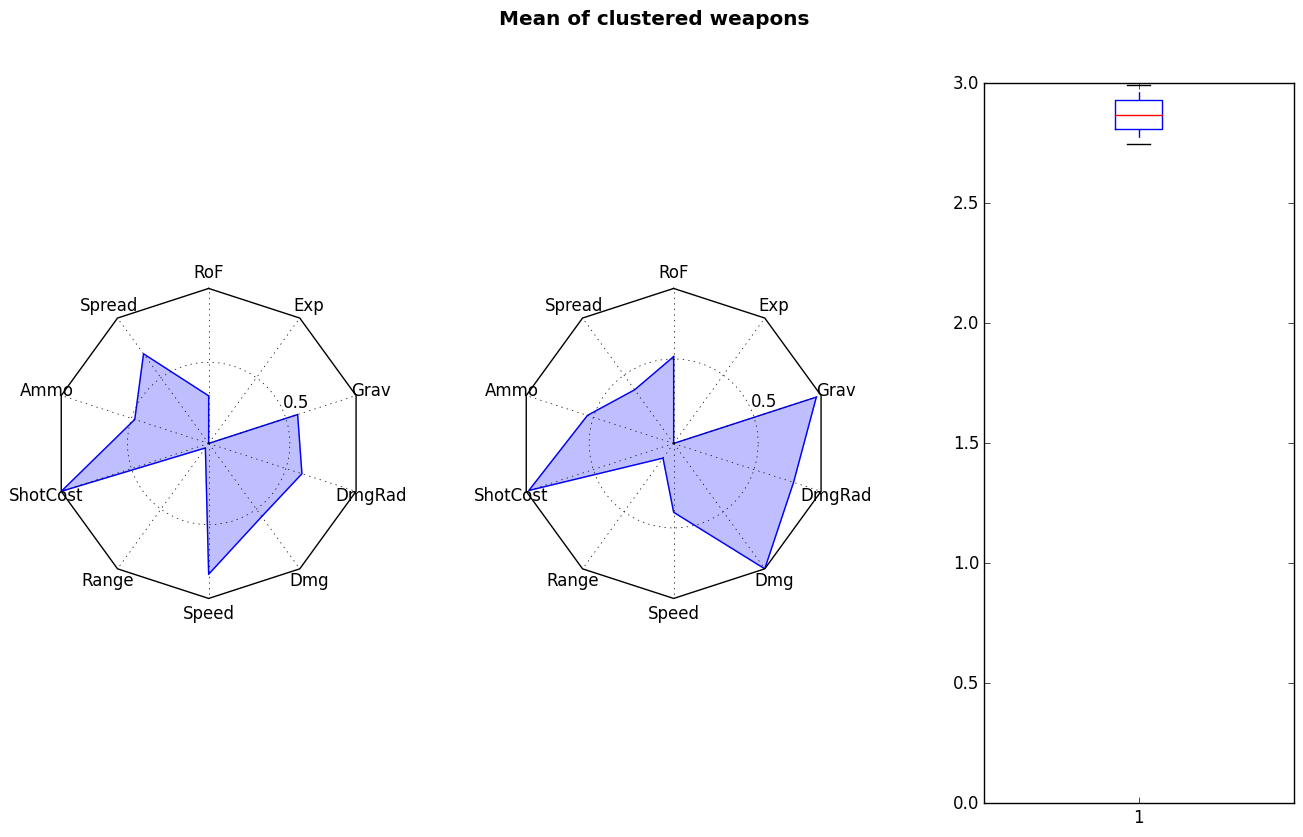 Mean of clustered weapons
RoF
Exp
Spread
Grav
Ammo
0.5
ShotCost
DmgRad
Range
Dmg
Speed
RoF
Exp
Spread
Grav
Ammo
0.5
ShotCost
DmgRad
Range
Dmg
Speed
3.0
2.5
2.0
1.5
1.0
0.5
0.0
1